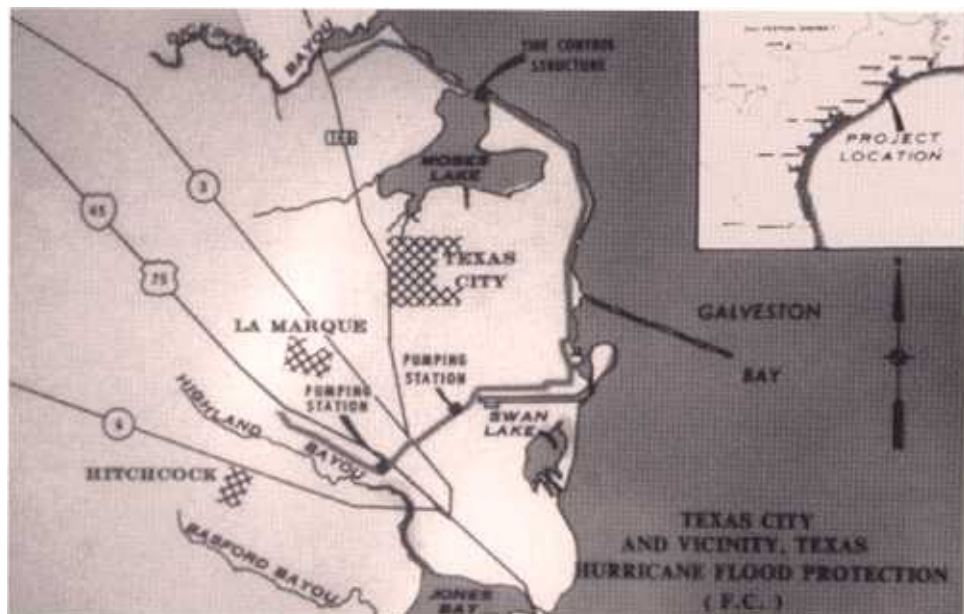 DICKINSON
BAYOU
TIDE CONTROL
STRUCTURE
PROJECT
LOCATION
146
MOSES
LAKE
3
45
75
TEXAS
CITY
GALVESTON
BAY
LA MARQUE
PUMPING
STATION
PUMPING
STATION
HIGHLAND
BAYOU
SWAN
LAKE
6
HITCHCOCK
BASFORD BAYOU
JONES
BAY
TEXAS CITY
AND VICINITY, TEXAS
HURRICANE FLOOD PROTECTION
( F.C. )